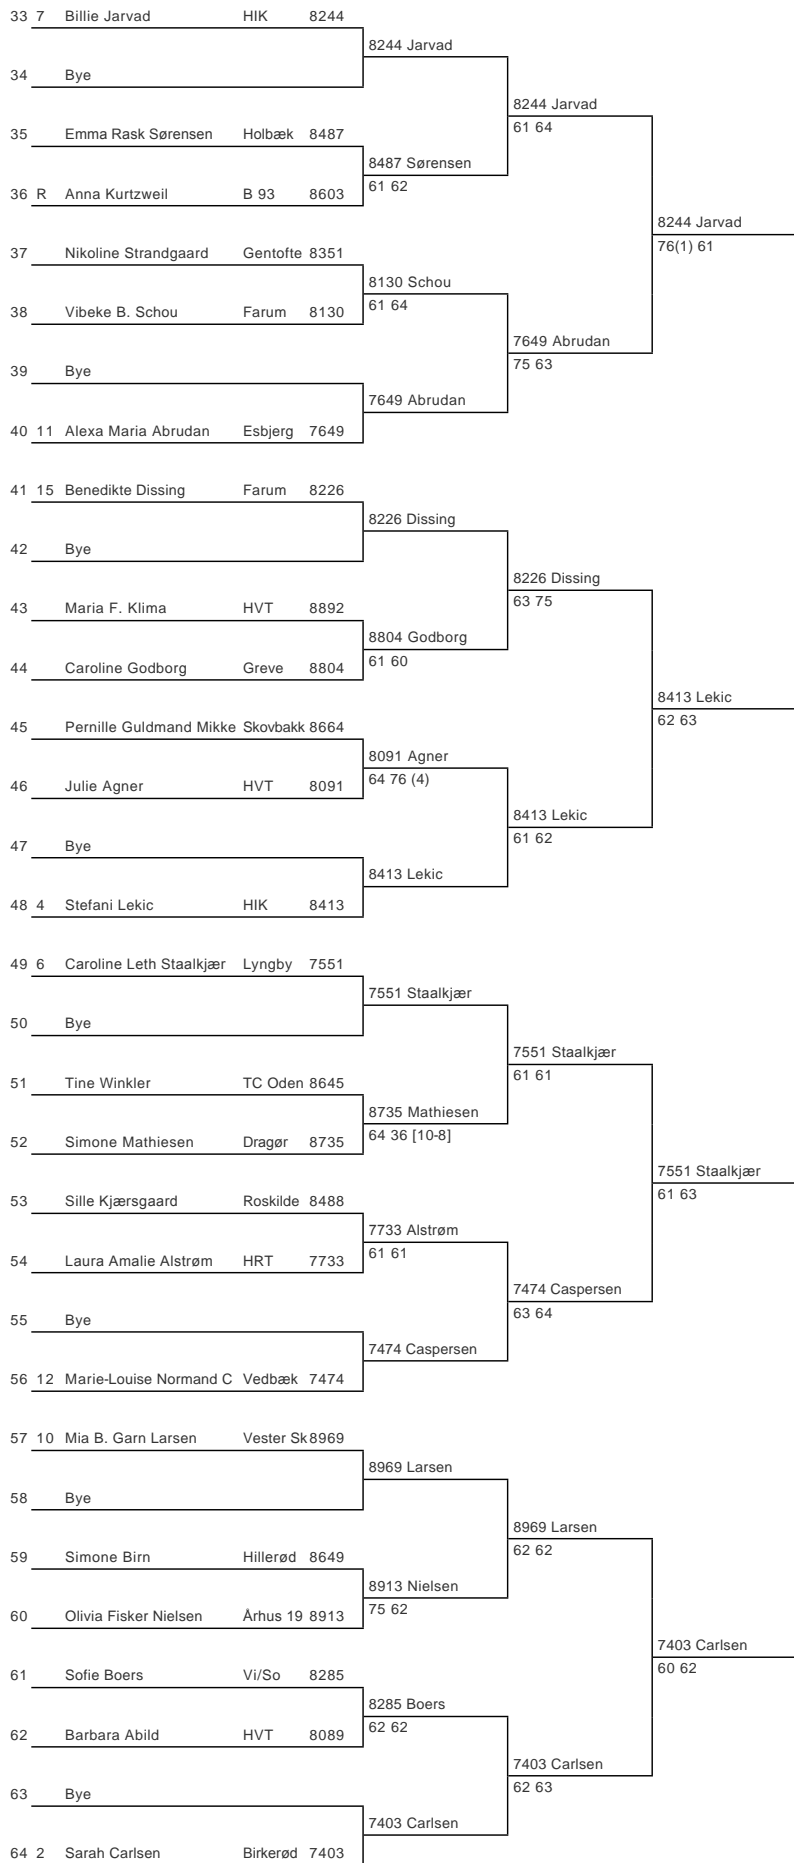 33 7 Billie Jarvad HIK 8244
8244 Jarvad
34 Bye
8244 Jarvad
61 64
35 Emma Rask Sørensen Holbæk 8487
8487 Sørensen
61 62
36 R Anna Kurtzweil B 93 8603
8244 Jarvad
76(1) 61
37 Nikoline Strandgaard Gentofte 8351
8130 Schou
61 64
38 Vibeke B. Schou Farum 8130
7649 Abrudan
75 63
39 Bye
7649 Abrudan
40 11 Alexa Maria Abrudan Esbjerg 7649
41 15 Benedikte Dissing Farum 8226
8226 Dissing
42 Bye
8226 Dissing
63 75
43 Maria F. Klima HVT 8892
8804 Godborg
61 60
44 Caroline Godborg Greve 8804
8413 Lekic
62 63
45 Pernille Guldmand Mikke Skovbakk 8664
8091 Agner
64 76 (4)
46 Julie Agner HVT 8091
8413 Lekic
61 62
47 Bye
8413 Lekic
48 4 Stefani Lekic HIK 8413
49 6 Caroline Leth Staalkjær Lyngby 7551
7551 Staalkjær
50 Bye
7551 Staalkjær
61 61
51 Tine Winkler TC Oden 8645
8735 Mathiesen
64 36 [10-8]
52 Simone Mathiesen Dragør 8735
7551 Staalkjær
61 63
53 Sille Kjærsgaard Roskilde 8488
7733 Alstrøm
61 61
54 Laura Amalie Alstrøm HRT 7733
7474 Caspersen
63 64
55 Bye
7474 Caspersen
56 12 Marie-Louise Normand C Vedbæk 7474
57 10 Mia B. Garn Larsen Vester Sk 8969
8969 Larsen
58 Bye
8969 Larsen
62 62
59 Simone Birn Hillerød 8649
8913 Nielsen
75 62
60 Olivia Fisker Nielsen Århus 19 8913
7403 Carlsen
60 62
61 Sofie Boers Vi/So 8285
8285 Boers
62 62
62 Barbara Abild HVT 8089
7403 Carlsen
62 63
63 Bye
7403 Carlsen
64 2 Sarah Carlsen Birkerød 7403